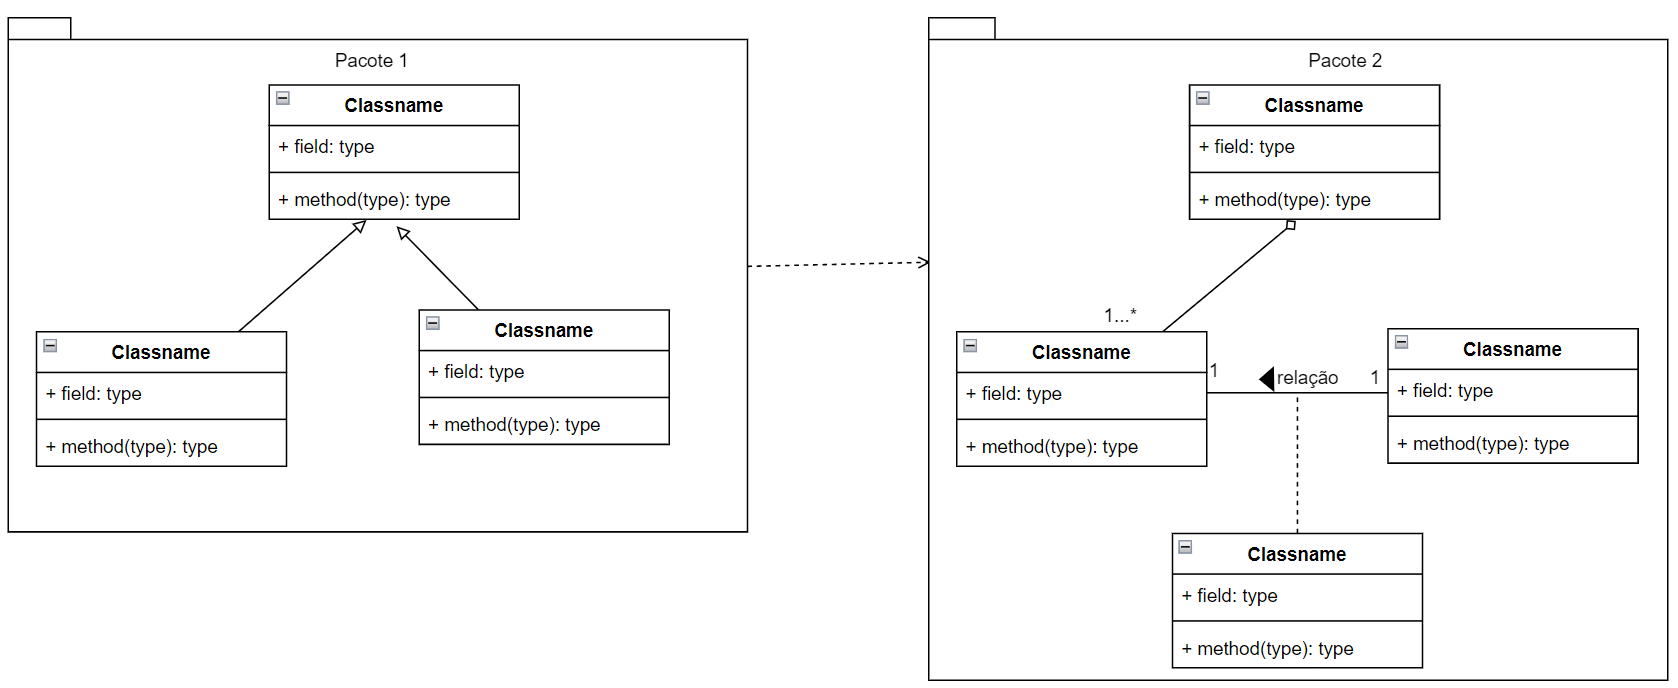 Pacote 1
Classname
+ field: type
+ method(type): type
Classname
+ field: type
+ method(type): type
Classname
+ field: type
+ method(type): type
Pacote 2
Classname
+ field: type
+ method(type): type
1...*
Classname
+ field: type
+ method(type): type
1
relação
1
Classname
+ field: type
+ method(type): type
Classname
+ field: type
+ method(type): type